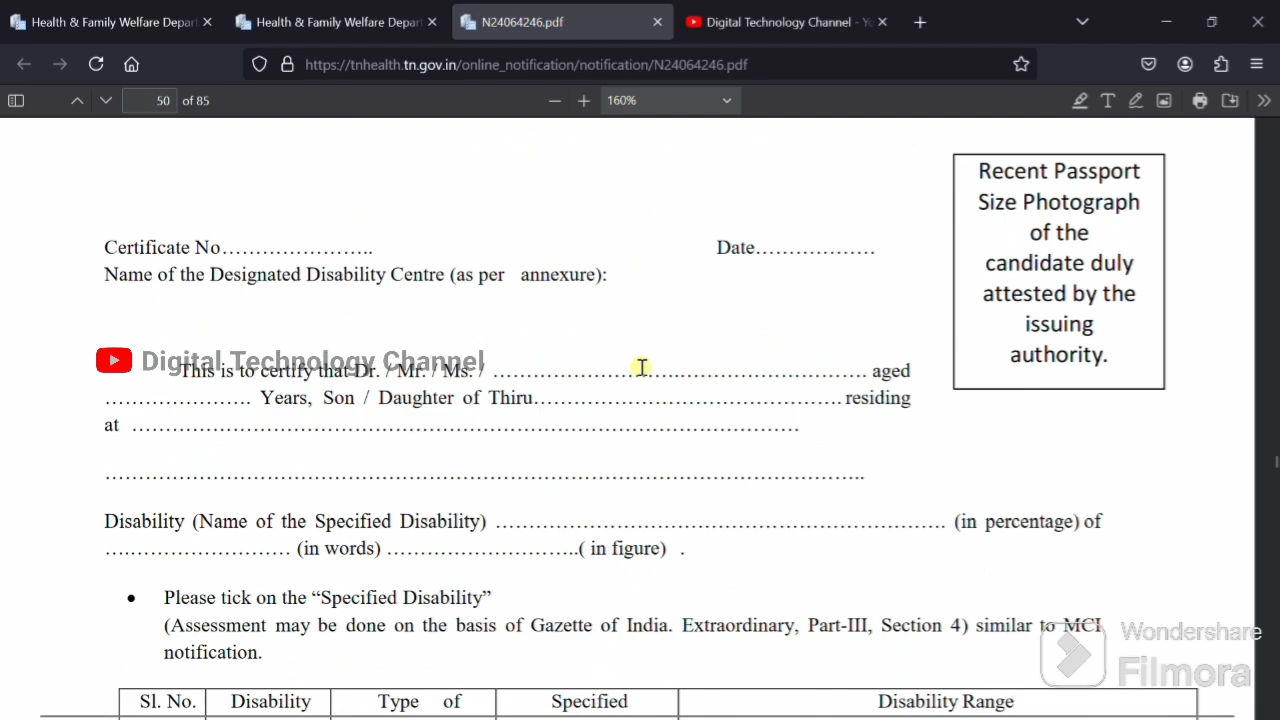 Health & Family Welfare Depar
Health & Family Welfare Depar
N24064246.pdf
Digital Technology Channel - Yo
https://tnhealth.tn.gov.in/online_notification/notification/N24064246.pdf
50 of 85
160%
Recent Passport
Size Photograph
of the
candidate duly
attested by the
issuing
authority.
Certificate No………………….. Date………………
Name of the Designated Disability Centre (as per annexure):
Digital Technology Channel
This is to certify that Dr. / Mr. / Ms. / ……………………………………………… aged
…………………. Years, Son / Daughter of Thiru……………………………………… residing
at ………………………………………………………………………………………
…………………………………………………………………………………………………..
Disability (Name of the Specified Disability) …………………………………………………………. (in percentage) of
………………………. (in words) ………………………..( in figure) .
• Please tick on the “Specified Disability”
(Assessment may be done on the basis of Gazette of India. Extraordinary, Part-III, Section 4) similar to MCI
notification.
Wondershare
Filmora
Sl. No. Disability Type of Specified Disability Range